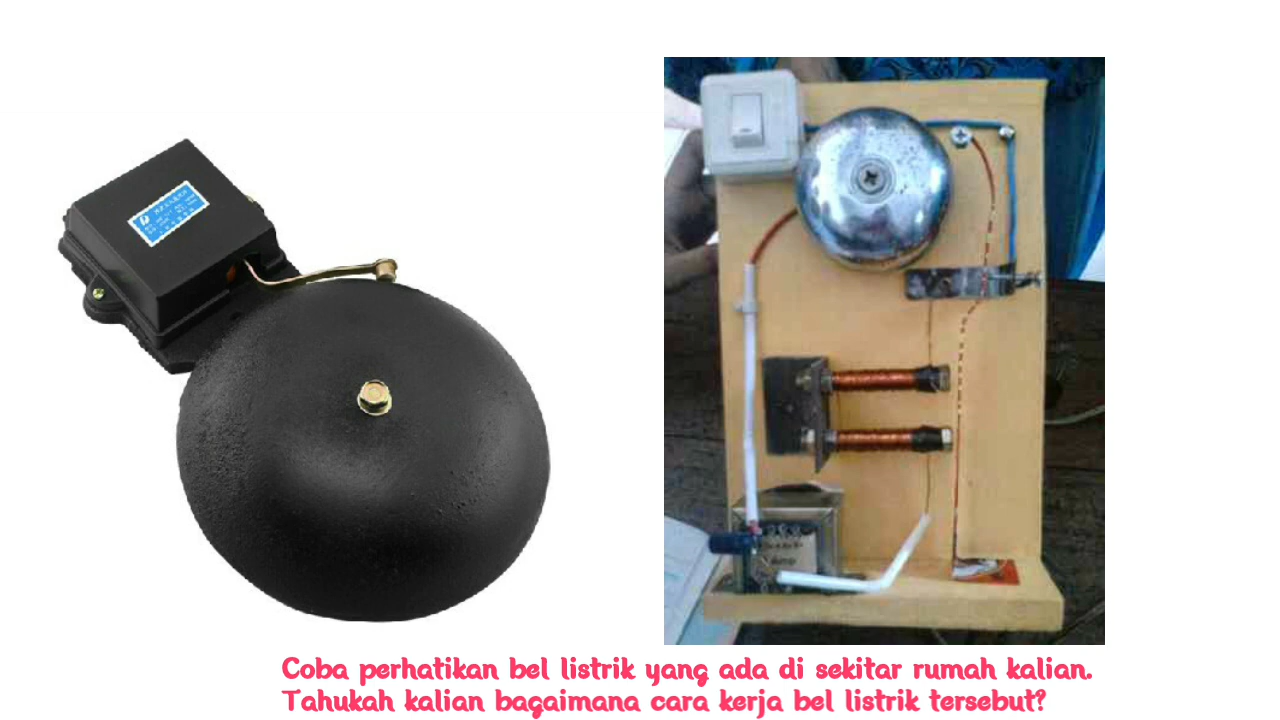 Coba perhatikan bel listrik yang ada di sekitar rumah kalian.
Tahukah kalian bagaimana cara kerja bel listrik tersebut?